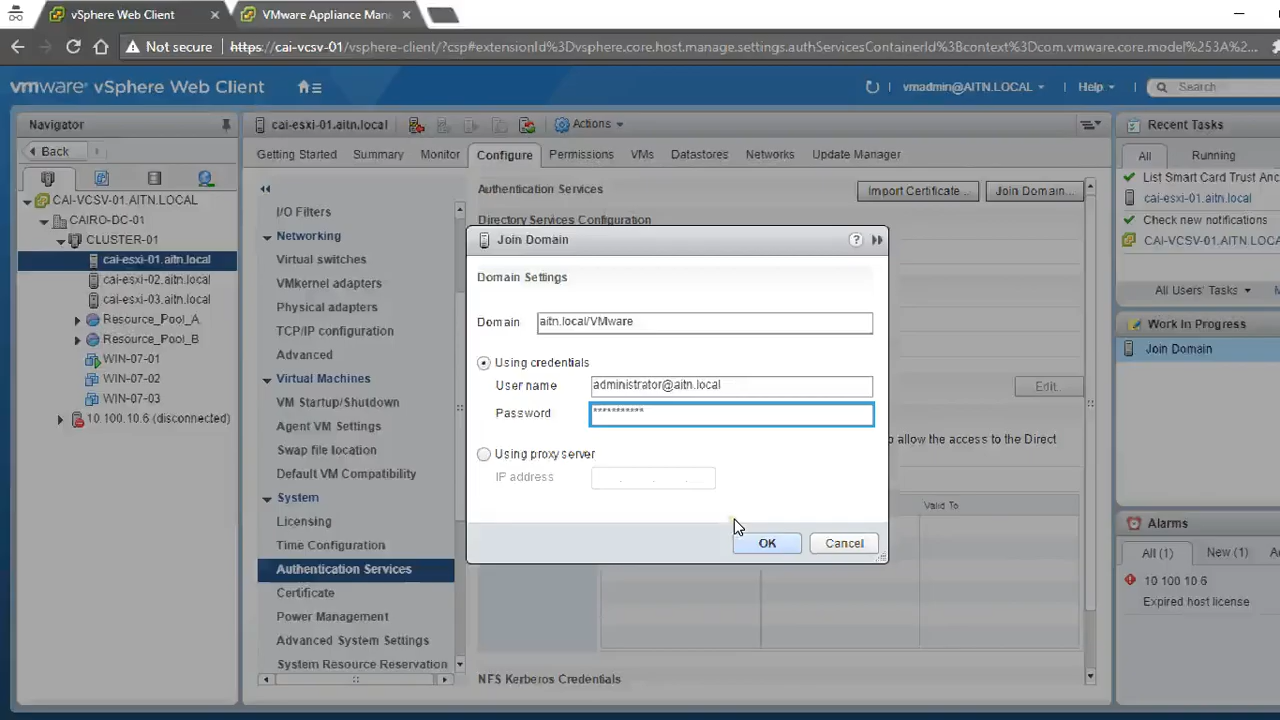 vSphere Web Client
VMware Appliance Man
Not secure
https://cai-vcsv-01/vsphere-client/?csp#extensionId%3Dvsphere.core.host.manage.settings.authServicesContainerId%3Bcontext%3Dcom.vmware.core.model%253A%2...
vmware® vSphere Web Client
vmadmin@AITN.LOCAL
Help
Search
Navigator
Back
CAI-VCSV-01.AITN.LOCAL
CAIRO-DC-01
CLUSTER-01
cai-esxi-01.aitn.local
cai-esxi-02.aitn.local
cai-esxi-03.aitn.local
Resource_Pool_A
Resource_Pool_B
WIN-07-01
WIN-07-02
WIN-07-03
10.100.10.6 (disconnected)
cai-esxi-01.aitn.local
Actions
Getting Started
Summary
Monitor
Configure
Permissions
VMs
Datastores
Networks
Update Manager
I/O Filters
Networking
Virtual switches
VMkernel adapters
Physical adapters
TCP/IP configuration
Advanced
Virtual Machines
VM Startup/Shutdown
Agent VM Settings
Swap file location
Default VM Compatibility
System
Licensing
Time Configuration
Authentication Services
Certificate
Power Management
Advanced System Settings
System Resource Reservation
Authentication Services
Import Certificate...
Join Domain...
Directory Services Configuration
Join Domain
?
Domain Settings
Domain
aitn.local/VMware
Using credentials
User name
administrator@aitn.local
Password
***********
Using proxy server
IP address
OK
Cancel
Edit...
o allow the access to the Direct
Valid To
NFS Kerberos Credentials
Recent Tasks
All
Running
List Smart Card Trust Anc
cai-esxi-01.aitn.local
Check new notifications
CAI-VCSV-01.AITN.LOC
All Users' Tasks
Work In Progress
Join Domain
Alarms
All (1)
New (1)
10.100.10.6
Expired host license